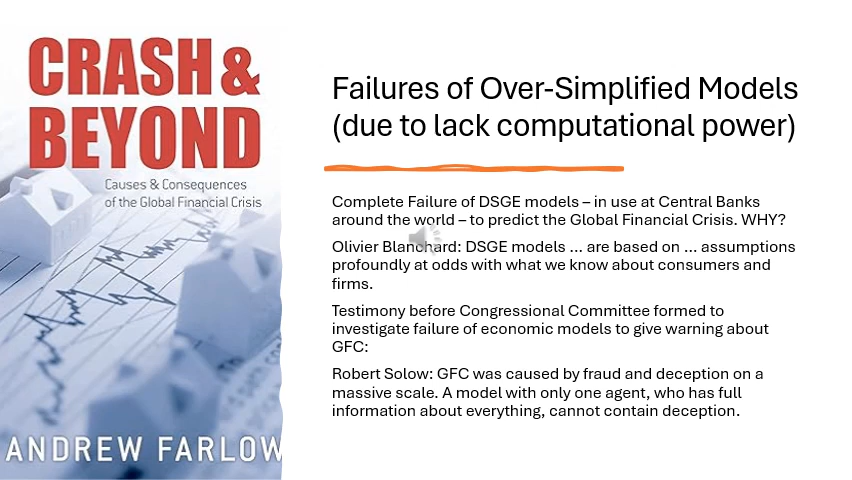 CRASH &
BEYOND
Causes & Consequences
of the Global Financial Crisis
ANDREW FARLOW
Failures of Over-Simplified Models
(due to lack computational power)
Complete Failure of DSGE models – in use at Central Banks
around the world – to predict the Global Financial Crisis. WHY?
Olivier Blanchard: DSGE models ... are based on ... assumptions
profoundly at odds with what we know about consumers and
firms.
Testimony before Congressional Committee formed to
investigate failure of economic models to give warning about
GFC:
Robert Solow: GFC was caused by fraud and deception on a
massive scale. A model with only one agent, who has full
information about everything, cannot contain deception.